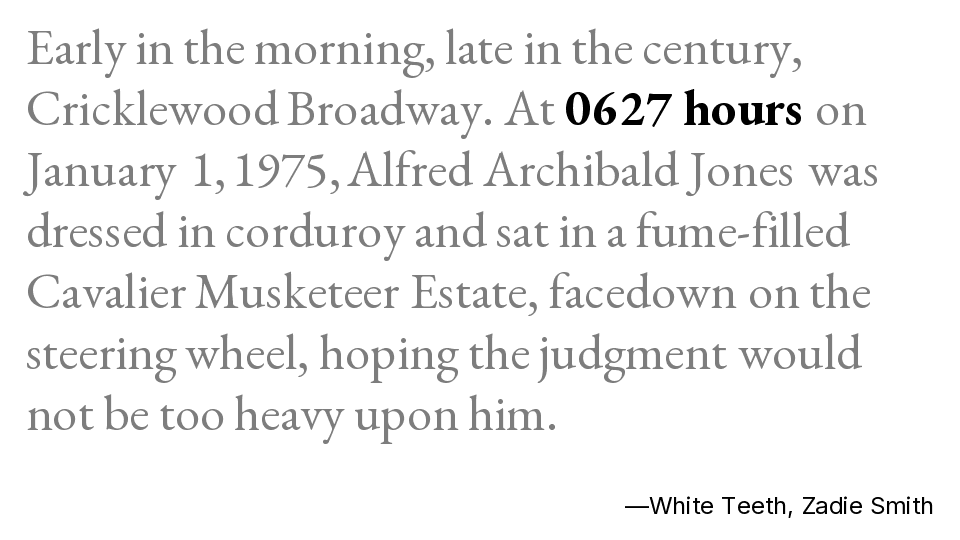 Early in the morning, late in the century,
Cricklewood Broadway. At 0627 hours on
January 1, 1975, Alfred Archibald Jones was
dressed in corduroy and sat in a fume-filled
Cavalier Musketeer Estate, facedown on the
steering wheel, hoping the judgment would
not be too heavy upon him.
—White Teeth, Zadie Smith